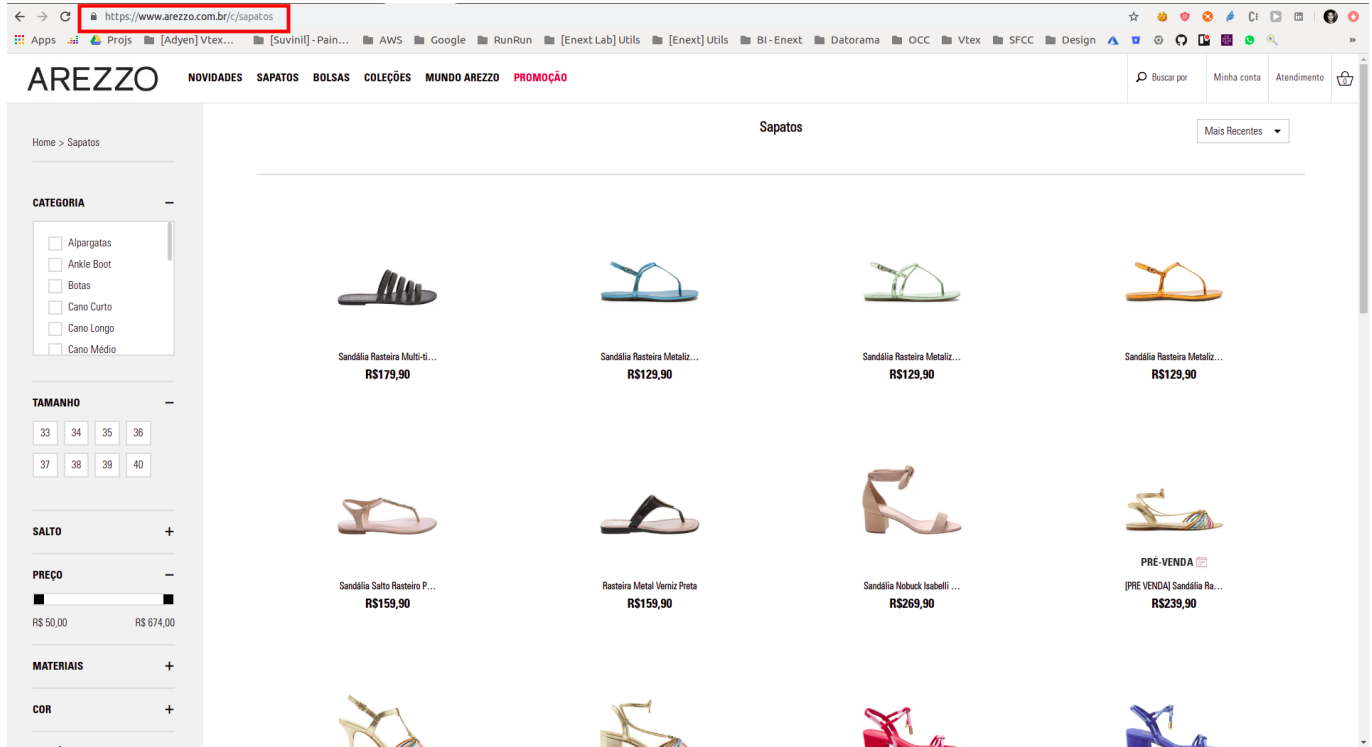 https://www.arezzo.com.br/c/sapatos
Apps Projs [Adyen] Vtex... [Suvinil] - Pain... AWS Google RunRun [Enext Lab] Utils [Enext] Utils BI - Enext Datorama OCC Vtex SFCC Design »
AREZZO NOVIDADES SAPATOS BOLSAS COLEÇÕES MUNDO AREZZO PROMOÇÃO Buscar por Minha conta Atendimento 0
Home > Sapatos
Sapatos
Mais Recentes
CATEGORIA
Alpargatas
Ankle Boot
Botas
Cano Curto
Cano Longo
Cano Médio
TAMANHO
33 34 35 36
37 38 39 40
SALTO
PREÇO
R$ 50,00 R$ 674,00
MATERIAIS
COR
Sandália Rasteira Multi-ti...
R$179,90
Sandália Rasteira Metaliz...
R$129,90
Sandália Rasteira Metaliz...
R$129,90
Sandália Rasteira Metaliz...
R$129,90
Sandália Salto Rasteiro P...
R$159,90
Rasteira Metal Verniz Preta
R$159,90
Sandália Nobuck Isabelli ...
R$269,90
PRÉ-VENDA
[PRE VENDA] Sandália Ra...
R$239,90